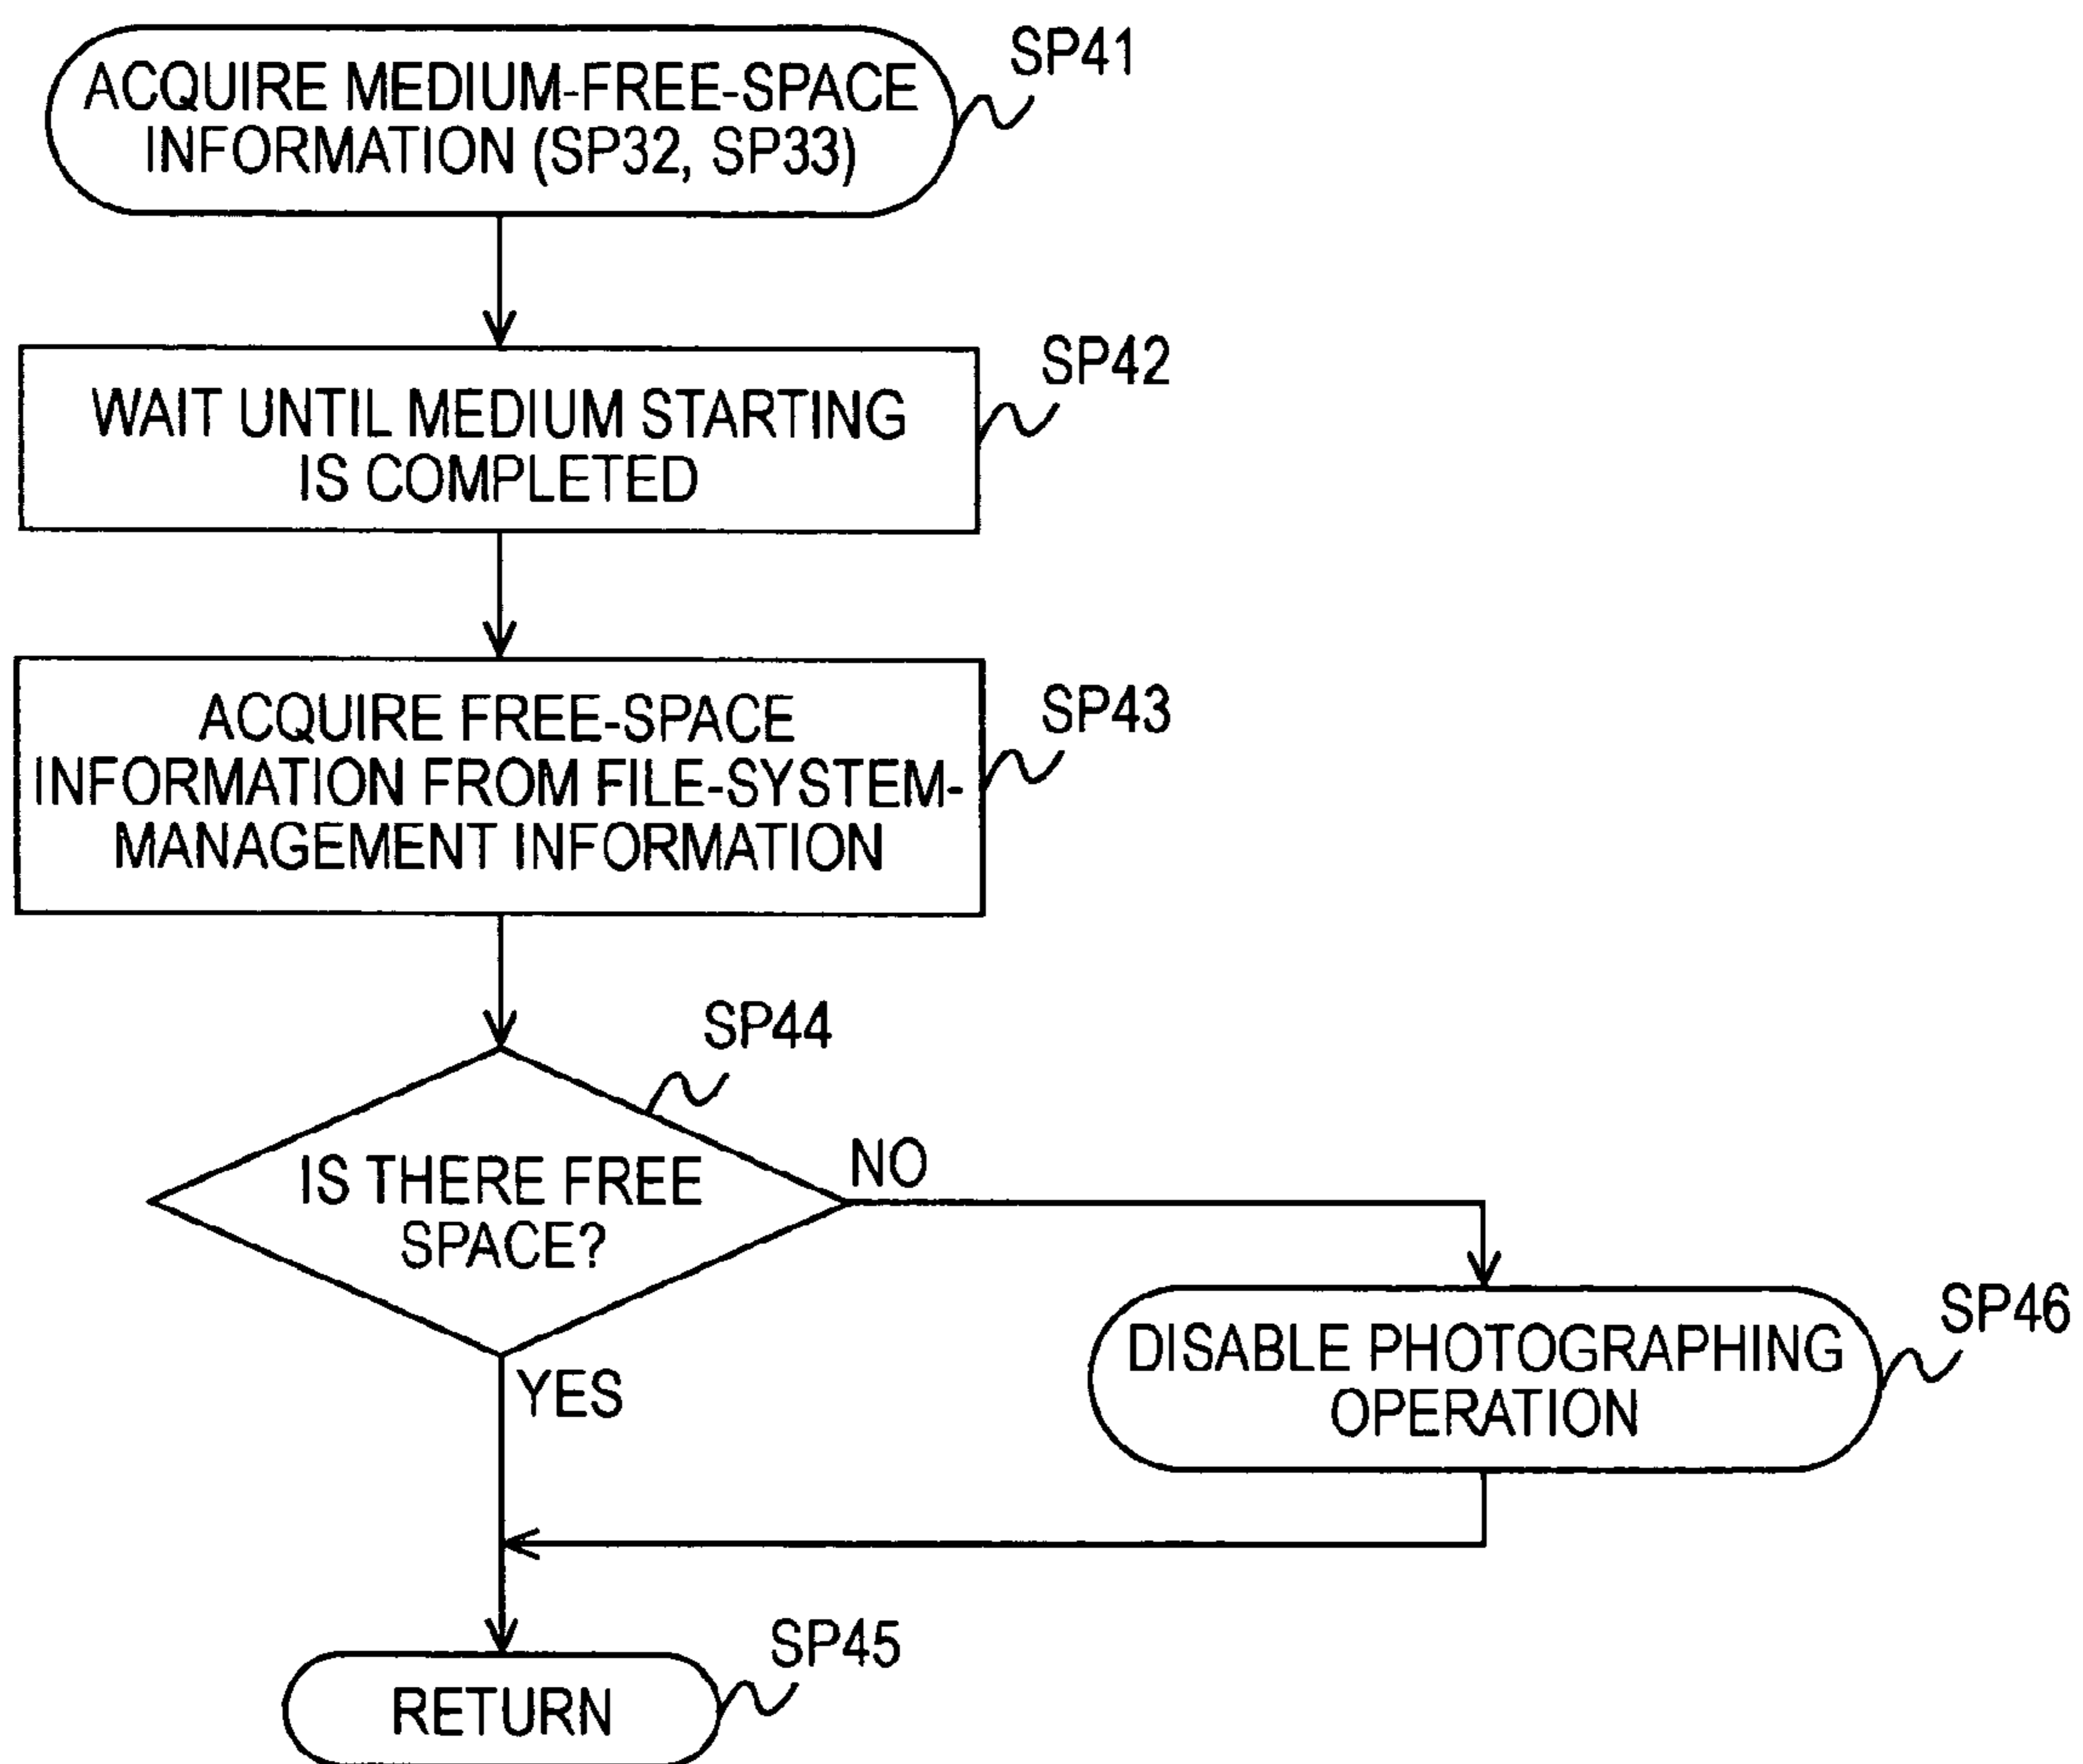 SP41
ACQUIRE MEDIUM-FREE-SPACE
INFORMATION (SP32, SP33)
SP42
WAIT UNTIL MEDIUM STARTING
IS COMPLETED
SP43
ACQUIRE FREE-SPACE
INFORMATION FROM FILE-SYSTEM-
MANAGEMENT INFORMATION
SP44
IS THERE FREE
SPACE?
NO
YES
SP46
DISABLE PHOTOGRAPHING
OPERATION
SP45
RETURN